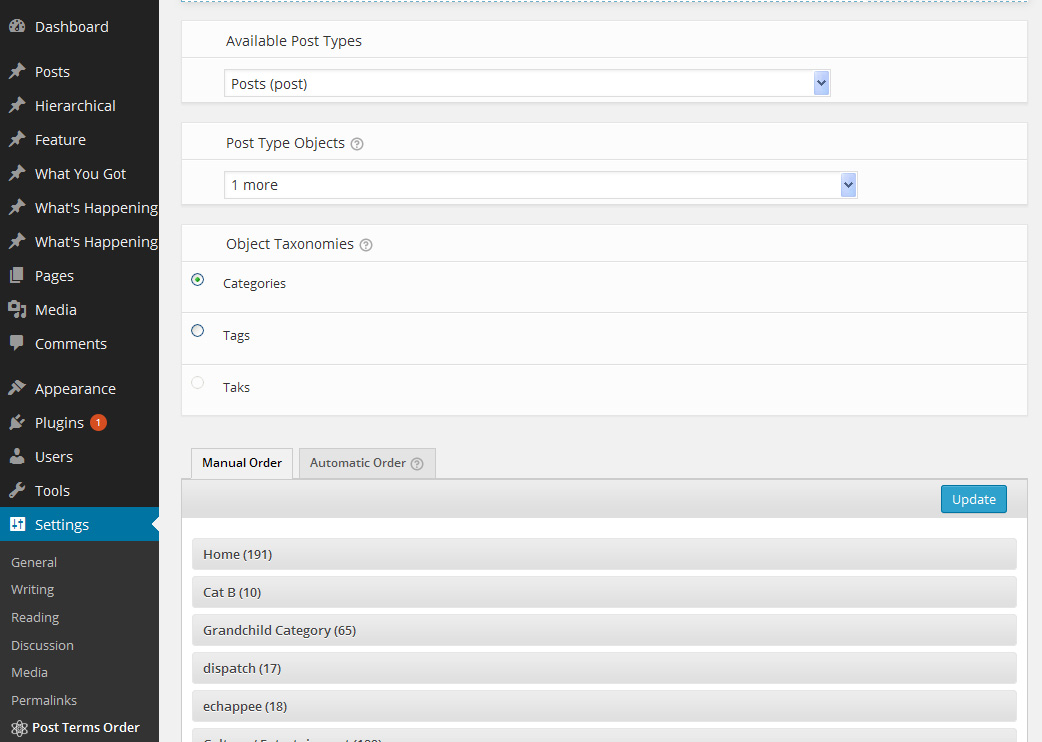 Dashboard
Posts
Hierarchical
Feature
What You Got
What's Happening
What's Happening
Pages
Media
Comments
Appearance
Plugins 1
Users
Tools
Settings
General
Writing
Reading
Discussion
Media
Permalinks
Post Terms Order
Available Post Types
Posts (post)
Post Type Objects ?
1 more
Object Taxonomies ?
Categories
Tags
Taks
Manual Order
Automatic Order ?
Update
Home (191)
Cat B (10)
Grandchild Category (65)
dispatch (17)
echappee (18)